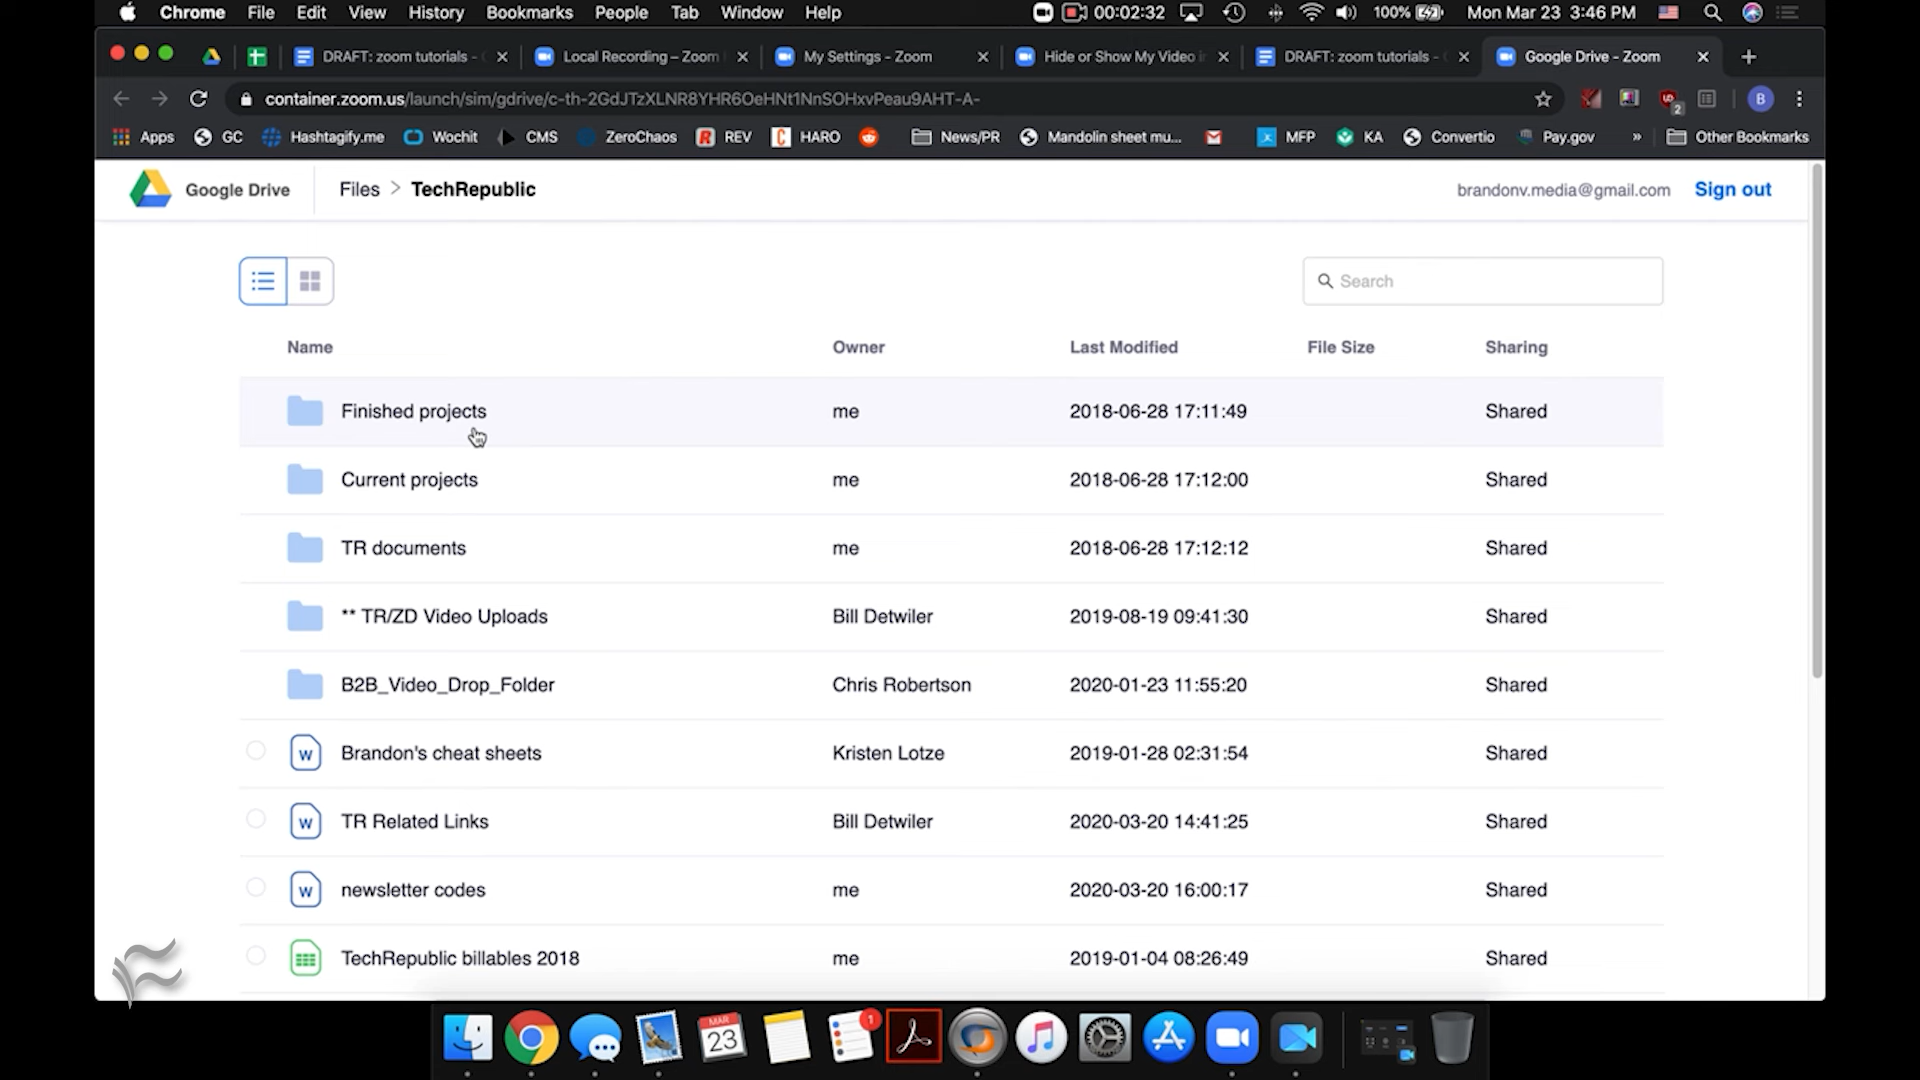 Chrome File Edit View History Bookmarks People Tab Window Help 00:02:32 100% Mon Mar 23 3:46 PM
DRAFT: zoom tutorials - Local Recording – Zoom My Settings - Zoom Hide or Show My Video DRAFT: zoom tutorials - Google Drive - Zoom
container.zoom.us/launch/sim/gdrive/c-th-2GdJTzXLNR8YHR6OeHNt1NnSOHxvPeau9AHT-A- 2 B
Apps GC Hashtagify.me Wochit CMS ZeroChaos REV HARO News/PR Mandolin sheet mu... MFP KA Convertio Pay.gov » Other Bookmarks
Google Drive Files > TechRepublic brandonv.media@gmail.com Sign out
Search
Name Owner Last Modified File Size Sharing
Finished projects me 2018-06-28 17:11:49 Shared
Current projects me 2018-06-28 17:12:00 Shared
TR documents me 2018-06-28 17:12:12 Shared
** TR/ZD Video Uploads Bill Detwiler 2019-08-19 09:41:30 Shared
B2B_Video_Drop_Folder Chris Robertson 2020-01-23 11:55:20 Shared
W Brandon's cheat sheets Kristen Lotze 2019-01-28 02:31:54 Shared
W TR Related Links Bill Detwiler 2020-03-20 14:41:25 Shared
W newsletter codes me 2020-03-20 16:00:17 Shared
TechRepublic billables 2018 me 2019-01-04 08:26:49 Shared
MAR 23 1